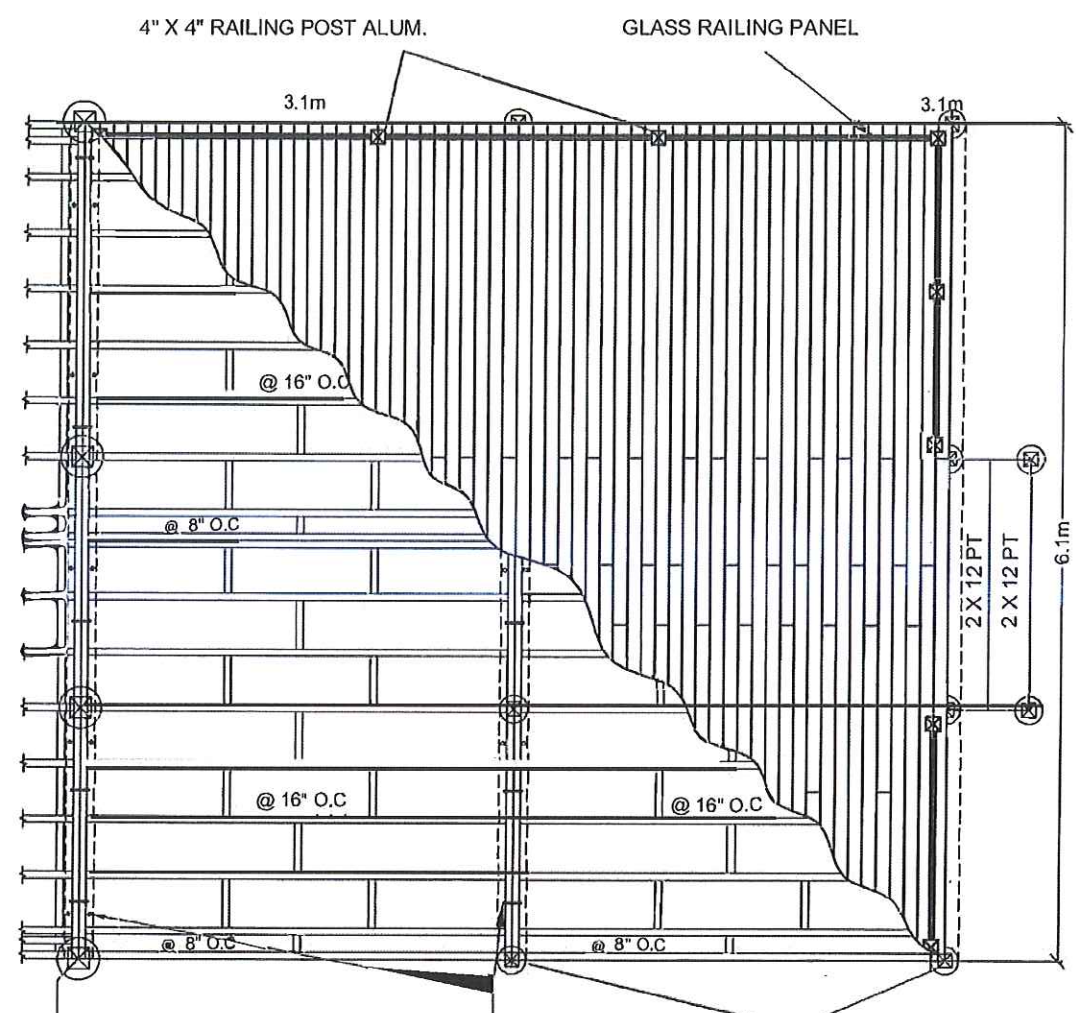 4" X 4" RAILING POST ALUM.
GLASS RAILING PANEL
3.1m
3.1m
@ 16" O.C
@ 8" O.C
2 X 12 PT
2 X 12 PT
6.1m
@ 16" O.C
@ 16" O.C
@ 8" O.C
@ 8" O.C